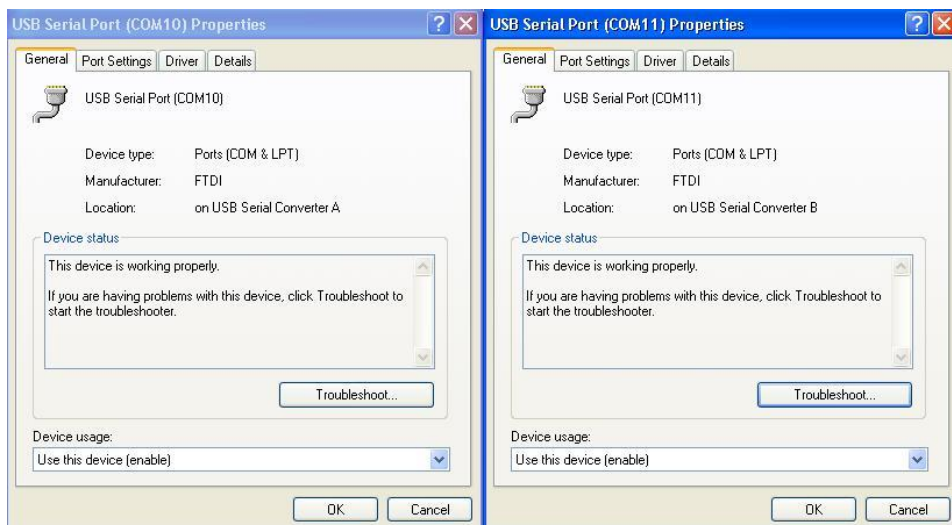 USB Serial Port (COM10) Properties
General Port Settings Driver Details
USB Serial Port (COM10)
Device type: Ports (COM & LPT)
Manufacturer: FTDI
Location: on USB Serial Converter A
Device status
This device is working properly.
If you are having problems with this device, click Troubleshoot to
start the troubleshooter.
Troubleshoot...
Device usage:
Use this device (enable)
OK Cancel
USB Serial Port (COM11) Properties
General Port Settings Driver Details
USB Serial Port (COM11)
Device type: Ports (COM & LPT)
Manufacturer: FTDI
Location: on USB Serial Converter B
Device status
This device is working properly.
If you are having problems with this device, click Troubleshoot to
start the troubleshooter.
Troubleshoot...
Device usage:
Use this device (enable)
OK Cancel